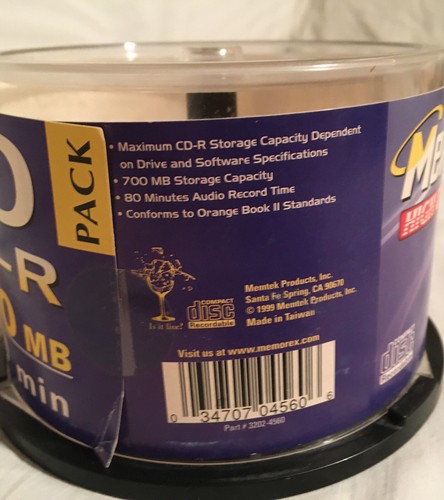 PACK
• Maximum CD-R Storage Capacity Dependent
on Drive and Software Specifications
• 700 MB Storage Capacity
• 80 Minutes Audio Record Time
• Conforms to Orange Book II Standards
-R
0 MB
min
Is it live?
COMPACT
disc
Recordable
Memtek Products, Inc.
Santa Fe Spring, CA 90670
© 1999 Memtek Products, Inc.
Made in Taiwan
Visit us at www.memorex.com
0 34707 04560 6
Part # 3202-4560
disc